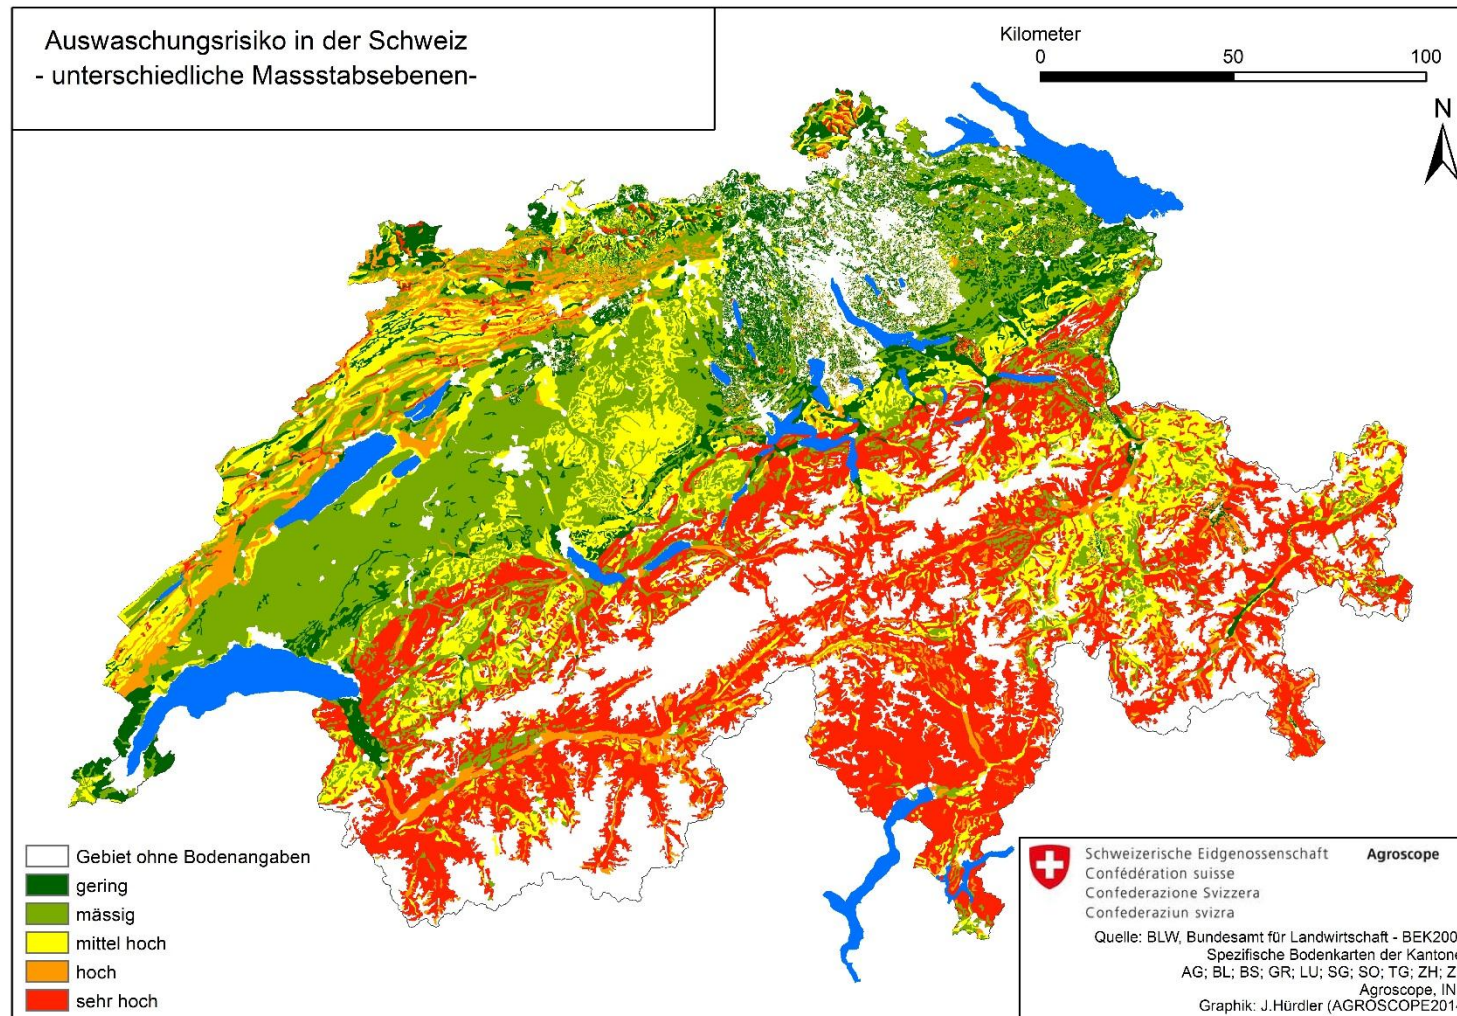 Auswaschungsrisiko in der Schweiz
- unterschiedliche Massstabsebenen-
Kilometer
0 50 100
N
Gebiet ohne Bodenangaben
gering
mässig
mittel hoch
hoch
sehr hoch
Schweizerische Eidgenossenschaft Agroscope
Confédération suisse
Confederazione Svizzera
Confederaziun svizra
Quelle: BLW, Bundesamt für Landwirtschaft - BEK200
Spezifische Bodenkarten der Kantone
AG; BL; BS; GR; LU; SG; SO; TG; ZH; Z
Agroscope, IN
Graphik: J.Hürdler (AGROSCOPE2014